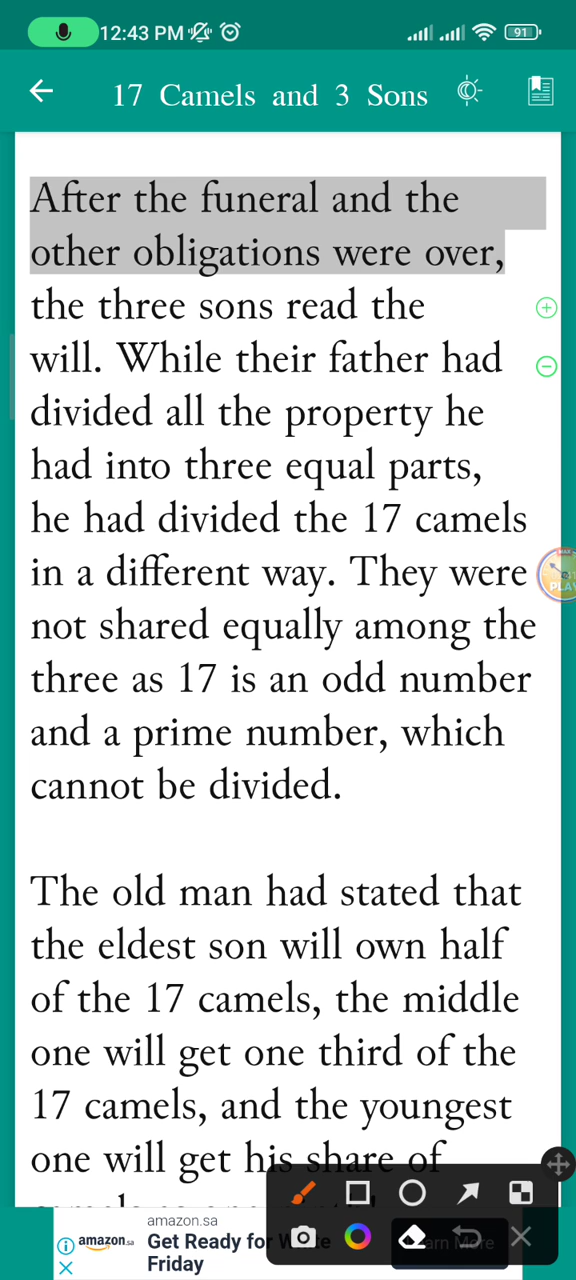 12:43 PM
91
17 Camels and 3 Sons
After the funeral and the
other obligations were over,
the three sons read the
will. While their father had
divided all the property he
had into three equal parts,
he had divided the 17 camels
in a different way. They were
not shared equally among the
three as 17 is an odd number
and a prime number, which
cannot be divided.
The old man had stated that
the eldest son will own half
of the 17 camels, the middle
one will get one third of the
17 camels, and the youngest
one will get his share of
amazon.sa
amazon.sa
Get Ready for White
Friday
Learn More